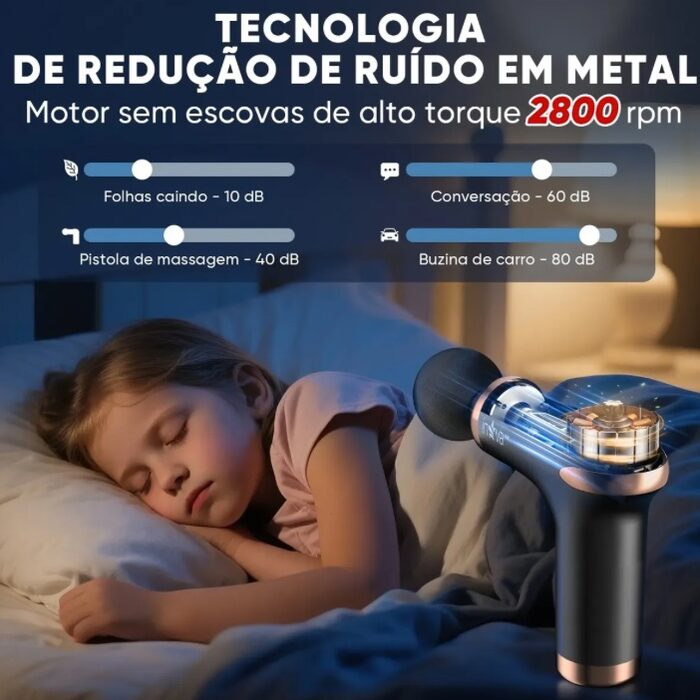 TECNOLOGIA
DE REDUÇÃO DE RUÍDO EM METAL
Motor sem escovas de alto torque 2800 rpm
Folhas caindo - 10 dB
Conversação - 60 dB
Pistola de massagem - 40 dB
Buzina de carro - 80 dB